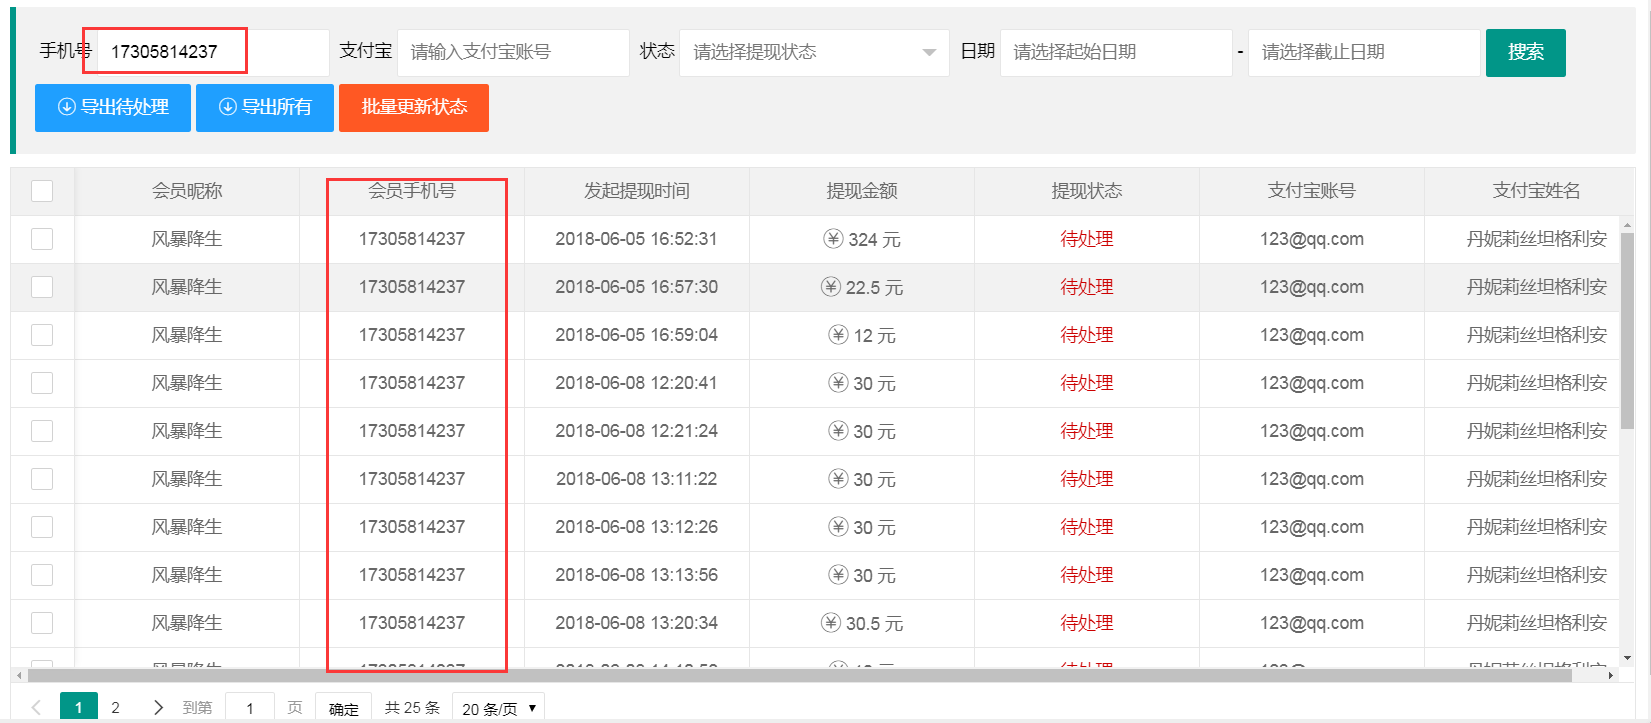 手机号 17305814237 支付宝 请输入支付宝账号 状态 请选择提现状态 日期 请选择起始日期 - 请选择截止日期 搜索
导出待处理 导出所有 批量更新状态
会员昵称 会员手机号 发起提现时间 提现金额 提现状态 支付宝账号 支付宝姓名
风暴降生 17305814237 2018-06-05 16:52:31 ¥ 324 元 待处理 123@qq.com 丹妮莉丝坦格利安
风暴降生 17305814237 2018-06-05 16:57:30 ¥ 22.5 元 待处理 123@qq.com 丹妮莉丝坦格利安
风暴降生 17305814237 2018-06-05 16:59:04 ¥ 12 元 待处理 123@qq.com 丹妮莉丝坦格利安
风暴降生 17305814237 2018-06-08 12:20:41 ¥ 30 元 待处理 123@qq.com 丹妮莉丝坦格利安
风暴降生 17305814237 2018-06-08 12:21:24 ¥ 30 元 待处理 123@qq.com 丹妮莉丝坦格利安
风暴降生 17305814237 2018-06-08 13:11:22 ¥ 30 元 待处理 123@qq.com 丹妮莉丝坦格利安
风暴降生 17305814237 2018-06-08 13:12:26 ¥ 30 元 待处理 123@qq.com 丹妮莉丝坦格利安
风暴降生 17305814237 2018-06-08 13:13:56 ¥ 30 元 待处理 123@qq.com 丹妮莉丝坦格利安
风暴降生 17305814237 2018-06-08 13:20:34 ¥ 30.5 元 待处理 123@qq.com 丹妮莉丝坦格利安
1 2 到第 1 页 确定 共 25 条 20 条/页